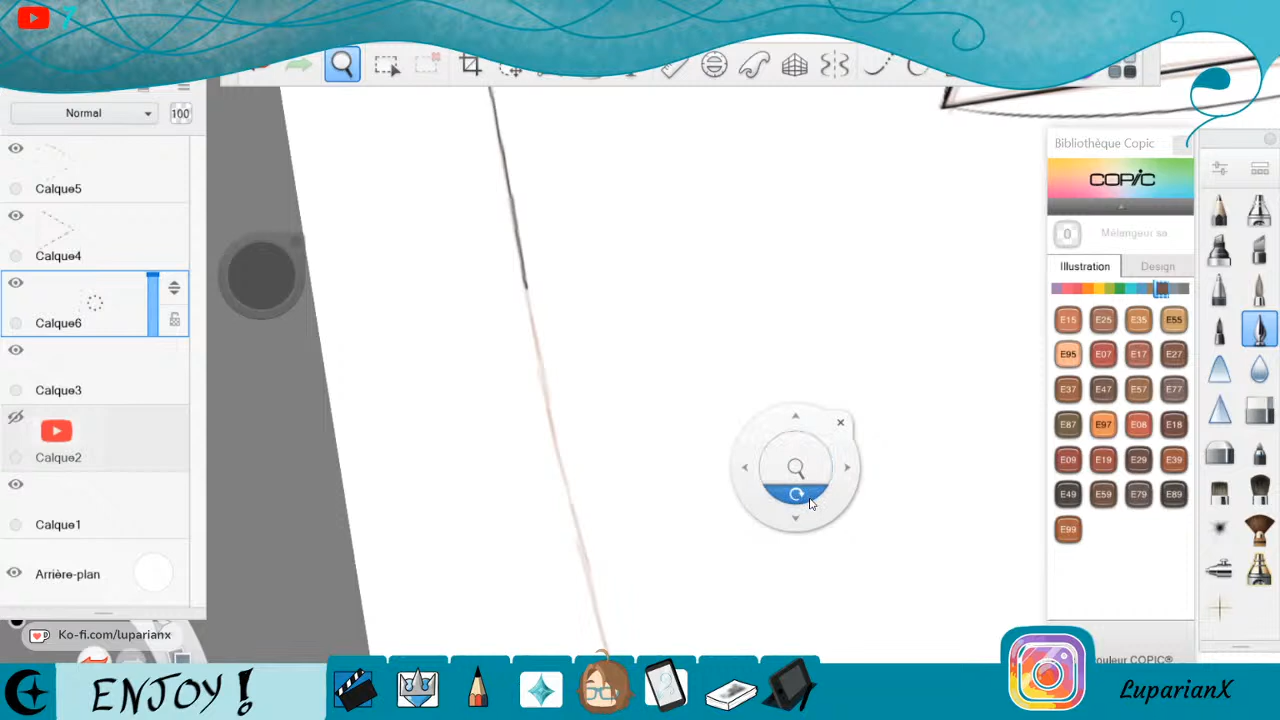 7
Normal
100
Calque5
Calque4
Calque6
Calque3
Calque2
Calque1
Arrière-plan
Ko-fi.com/luparianx
ENJOY !
Bibliothèque Copic
COPIC
0
Mélangeur sa
Illustration Design
E15 E25 E35 E55
E95 E07 E17 E27
E37 E47 E57 E77
E87 E97 E08 E18
E09 E19 E29 E39
E49 E59 E79 E89
E99
ouleur COPIC®
LuparianX